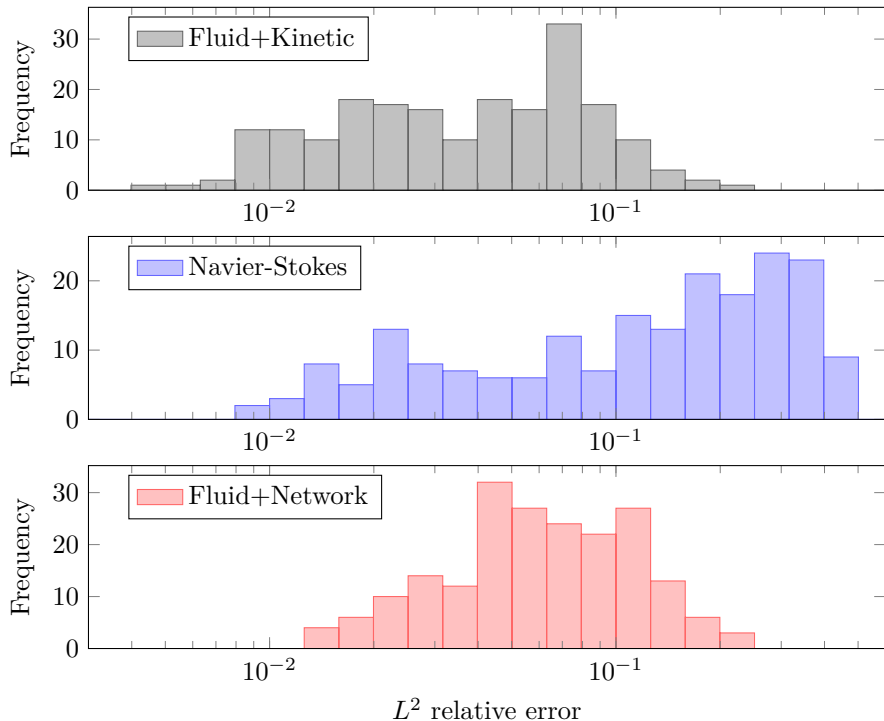 30
20
10
0
Frequency
Fluid+Kinetic
10⁻² 10⁻¹
20
10
0
Frequency
Navier-Stokes
10⁻² 10⁻¹
30
20
10
0
Frequency
Fluid+Network
10⁻² 10⁻¹
L² relative error